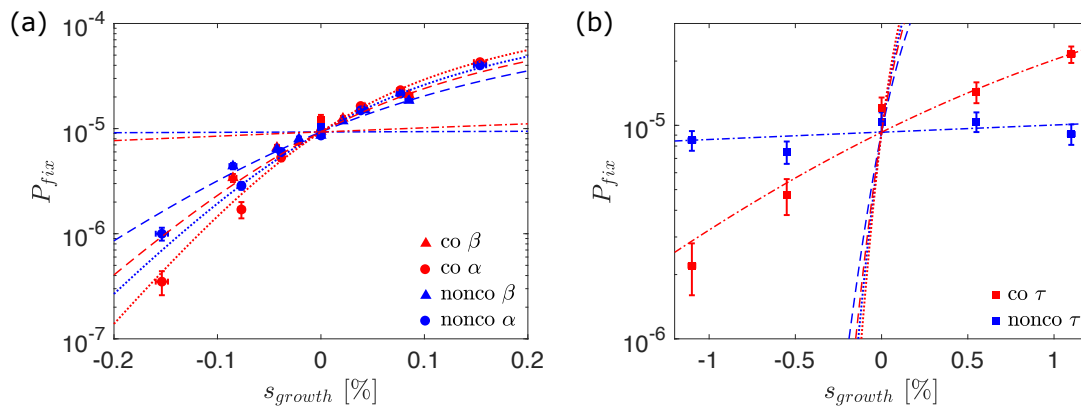 (a)
10^-4
10^-5
10^-6
10^-7
P_fix
-0.2
-0.1
0
0.1
0.2
s_growth [%]
co β
co α
nonco β
nonco α
(b)
10^-5
10^-6
P_fix
-1
-0.5
0
0.5
1
s_growth [%]
co τ
nonco τ